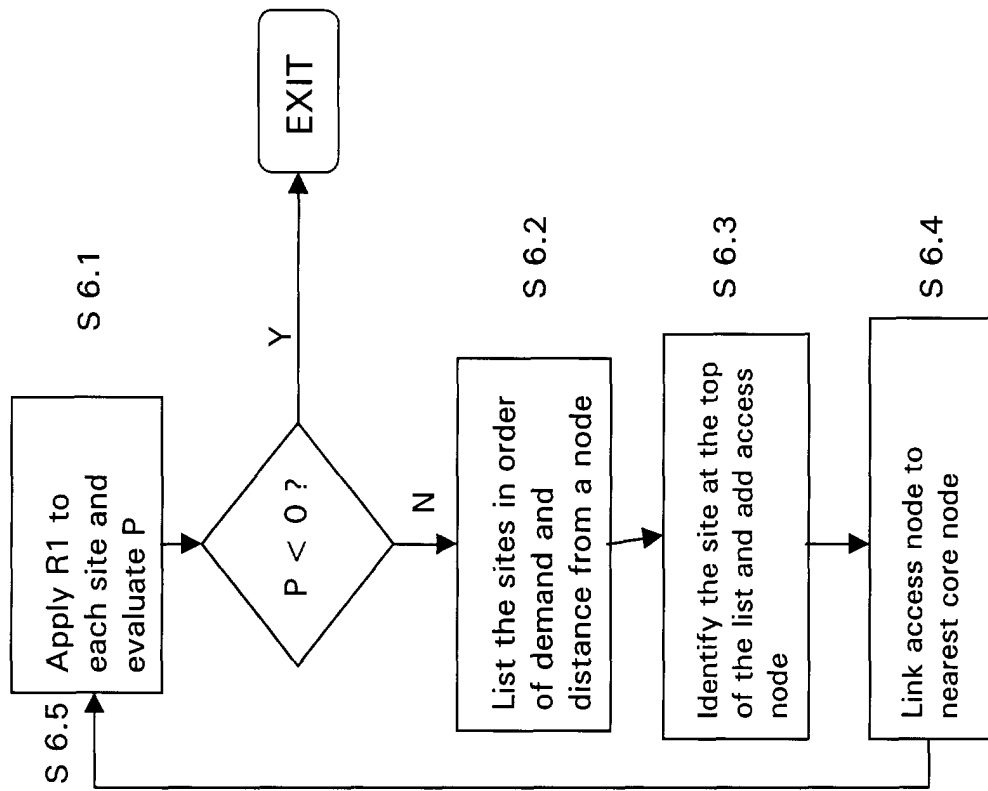 S 6.5
Apply R1 to
each site and
evaluate P
S 6.1
P < 0 ?
Y
EXIT
N
List the sites in order
of demand and
distance from a node
S 6.2
Identify the site at the top
of the list and add access
node
S 6.3
Link access node to
nearest core node
S 6.4